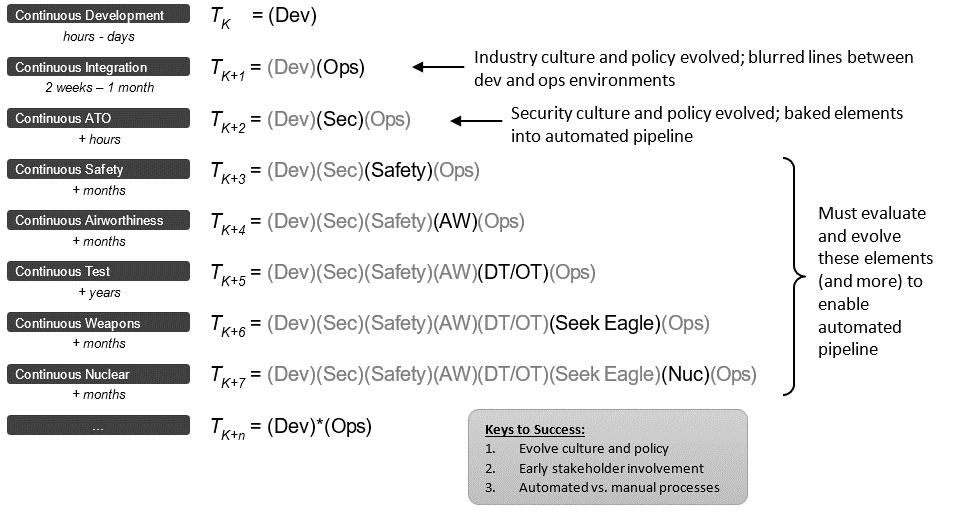 Continuous Development
hours - days
T_K = (Dev)
Continuous Integration
2 weeks – 1 month
T_K+1 = (Dev)(Ops)
Industry culture and policy evolved; blurred lines between
dev and ops environments
Continuous ATO
+ hours
T_K+2 = (Dev)(Sec)(Ops)
Security culture and policy evolved; baked elements
into automated pipeline
Continuous Safety
+ months
T_K+3 = (Dev)(Sec)(Safety)(Ops)
Continuous Airworthiness
+ months
T_K+4 = (Dev)(Sec)(Safety)(AW)(Ops)
Continuous Test
+ years
T_K+5 = (Dev)(Sec)(Safety)(AW)(DT/OT)(Ops)
Continuous Weapons
+ months
T_K+6 = (Dev)(Sec)(Safety)(AW)(DT/OT)(Seek Eagle)(Ops)
Continuous Nuclear
+ months
T_K+7 = (Dev)(Sec)(Safety)(AW)(DT/OT)(Seek Eagle)(Nuc)(Ops)
...
T_K+n = (Dev)*(Ops)
Must evaluate
and evolve
these elements
(and more) to
enable
automated
pipeline
Keys to Success:
1. Evolve culture and policy
2. Early stakeholder involvement
3. Automated vs. manual processes